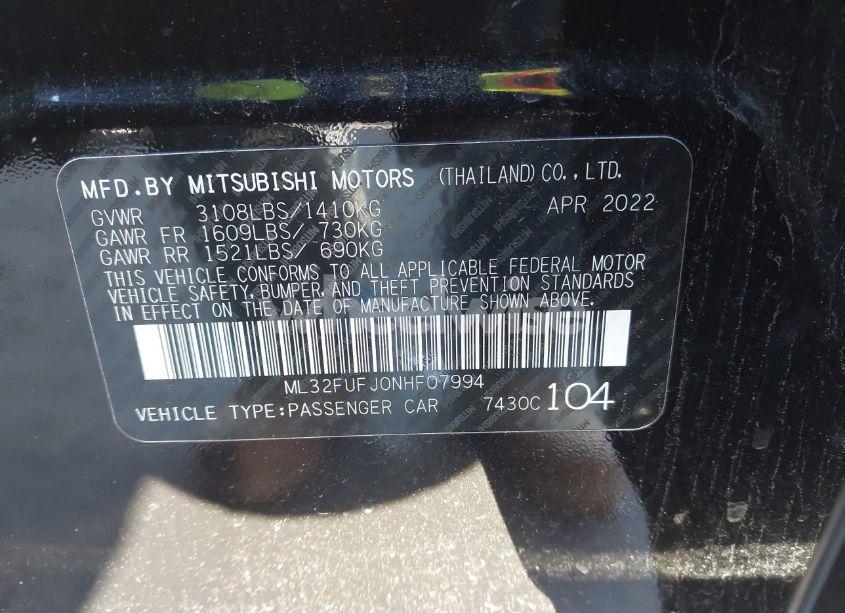 MFD.BY MITSUBISHI MOTORS (THAILAND) CO., LTD.
GVWR 3108LBS/1410KG APR 2022
GAWR FR 1609LBS/ 730KG
GAWR RR 1521LBS/ 690KG
THIS VEHICLE CONFORMS TO ALL APPLICABLE FEDERAL MOTOR
VEHICLE SAFETY, BUMPER, AND THEFT PREVENTION STANDARDS
IN EFFECT ON THE DATE OF MANUFACTURE SHOWN ABOVE.
ML32FUFJ0NHF07994
VEHICLE TYPE:PASSENGER CAR 7430C 104